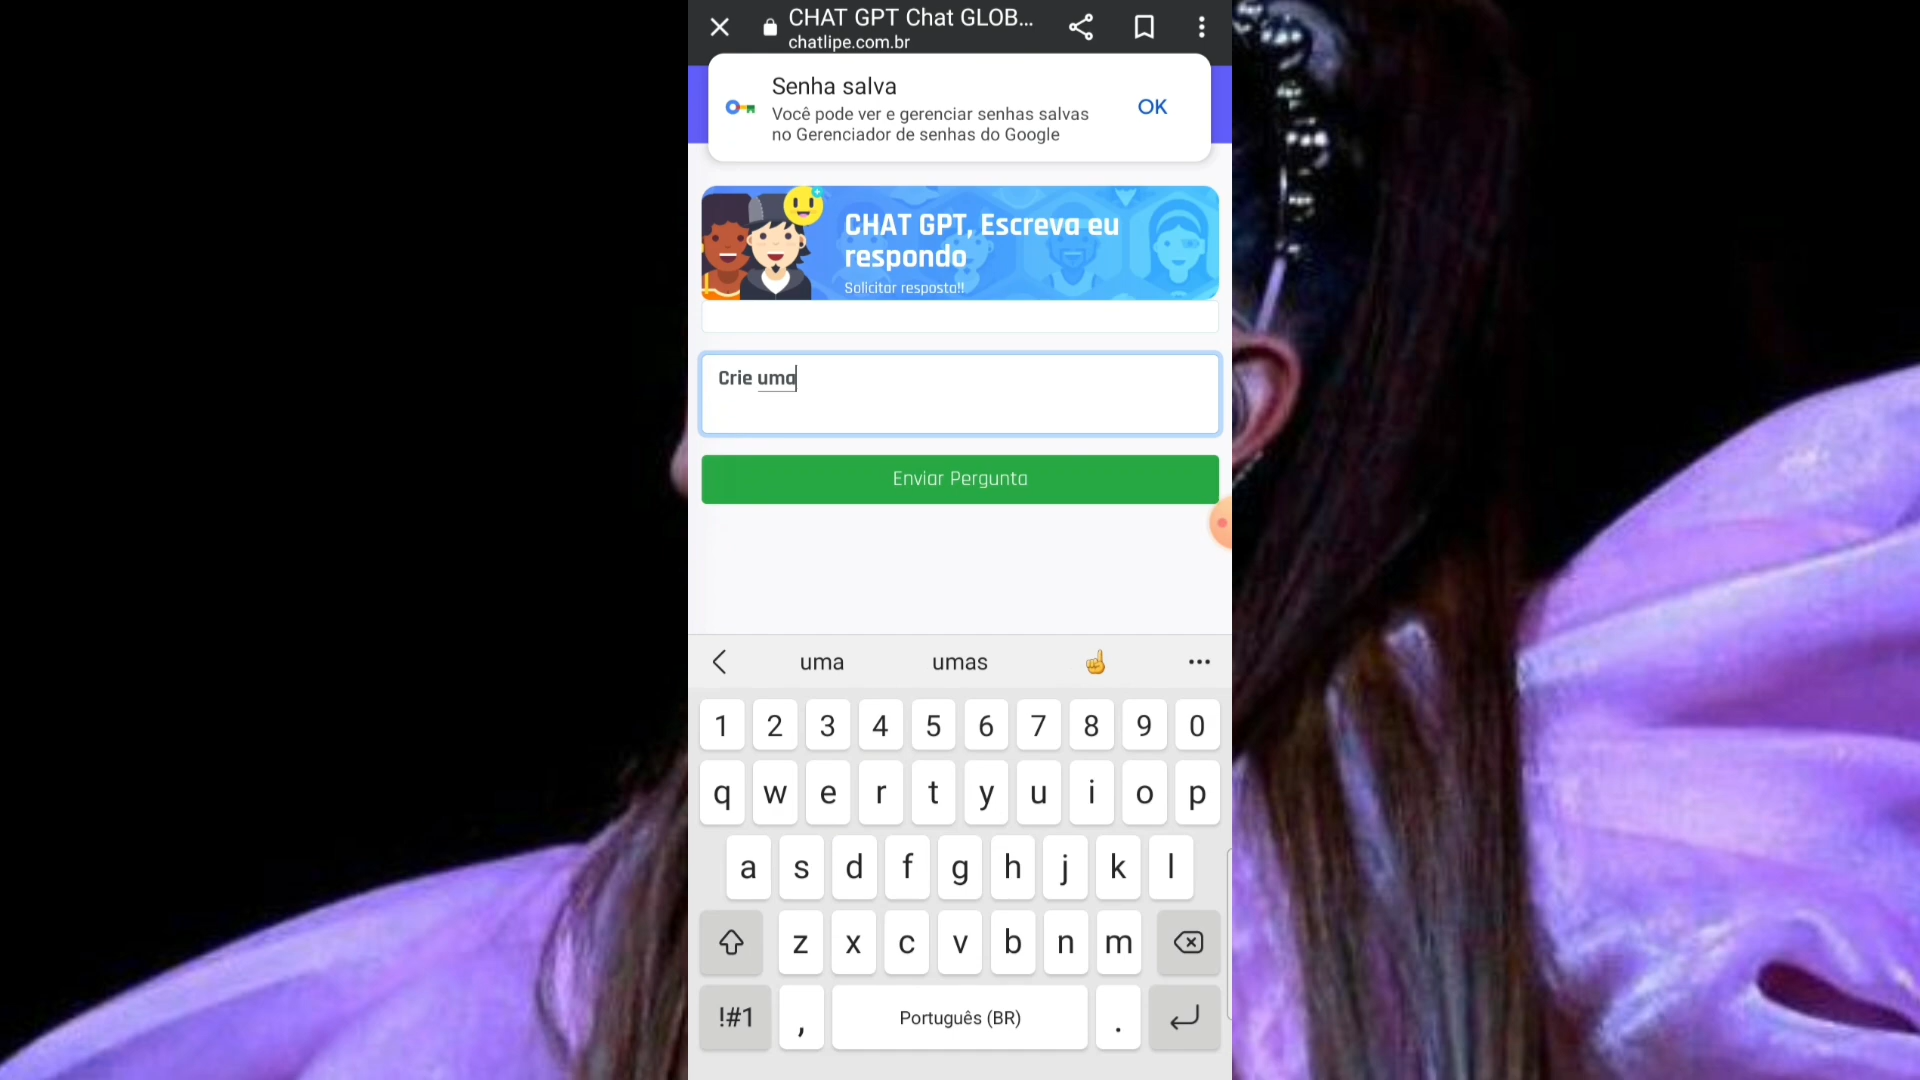 CHAT GPT Chat GLOB...
chatlipe.com.br
Senha salva
Você pode ver e gerenciar senhas salvas
no Gerenciador de senhas do Google
OK
CHAT GPT, Escreva eu
respondo
Solicitar resposta!!
Crie uma
Enviar Pergunta
uma umas
1 2 3 4 5 6 7 8 9 0
q w e r t y u i o p
a s d f g h j k l
z x c v b n m
!#1 , Português (BR) .